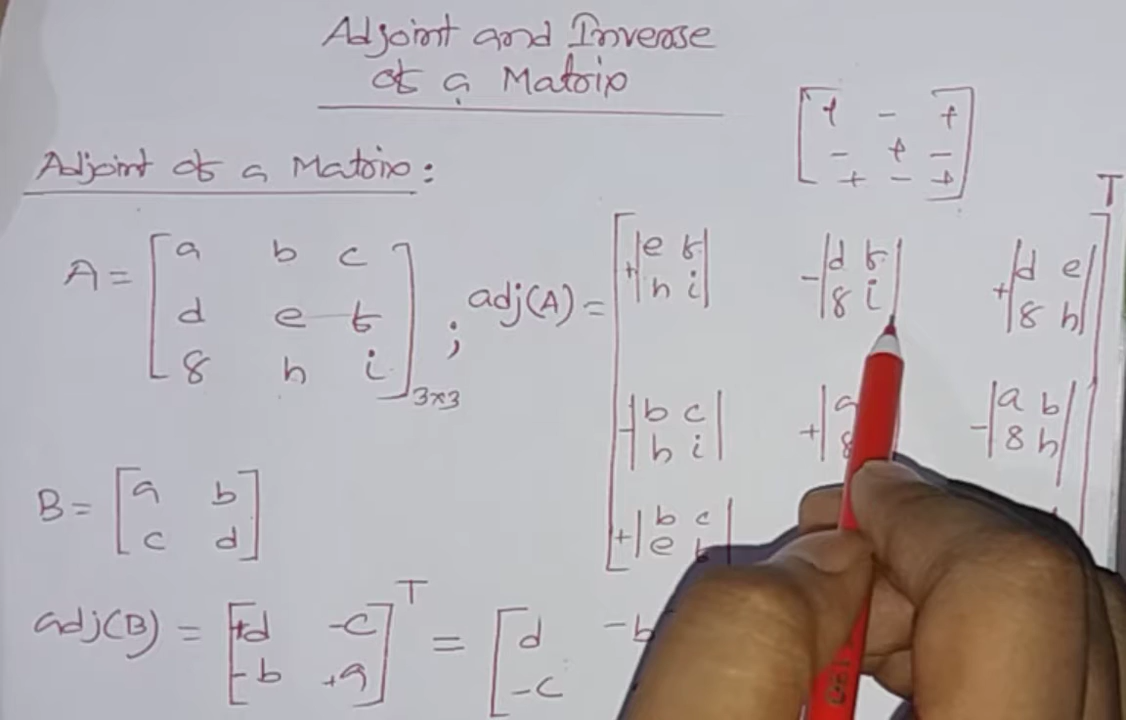 Adjoint and Inverse
of a Matrix
[+ - +
- + -
+ - +]
Adjoint of a Matrix:
A = [a b c
d e f
g h i]3×3 ; adj(A) = [+|e f
h i| -|d f
g i| +|d e
g h|
-|b c
h i| +|a
g -|a b
g h|
+|b c
e f|]T
B = [a b
c d]
adj(B) = [+d -c
-b +a]T = [d -b
-c